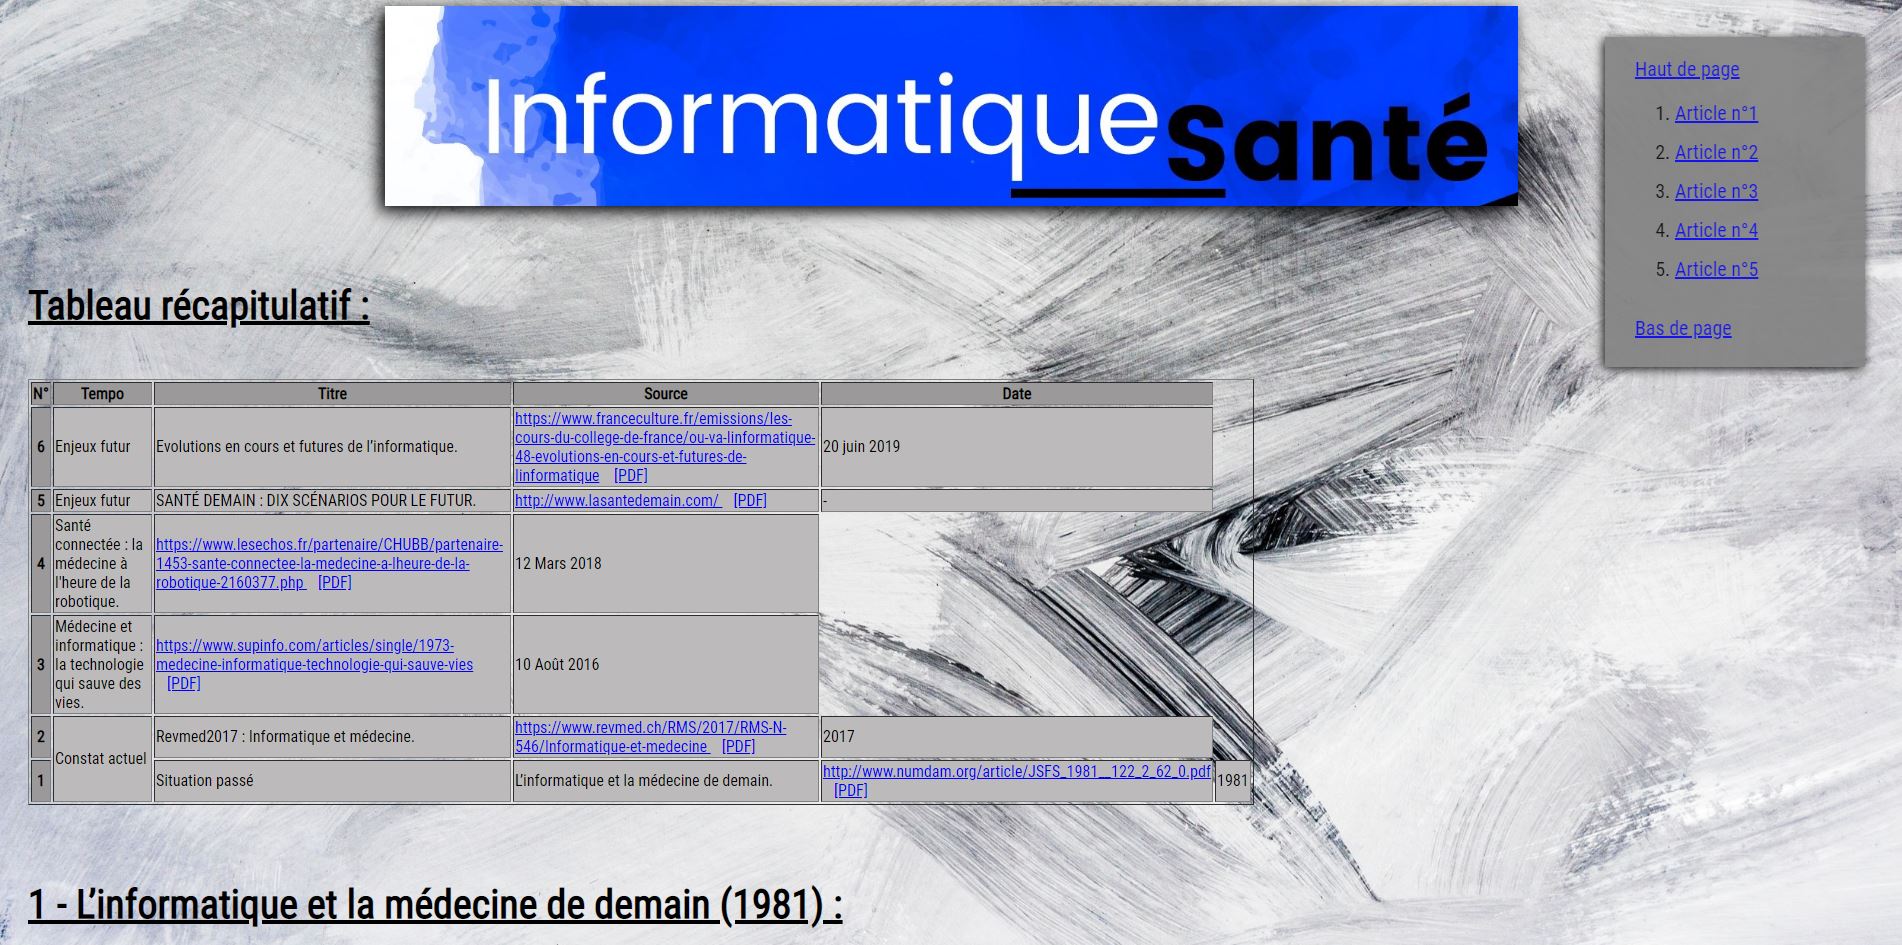 Informatique Santé
Haut de page
1. Article n°1
2. Article n°2
3. Article n°3
4. Article n°4
5. Article n°5
Bas de page
Tableau récapitulatif :
N° Tempo Titre Source Date
6 Enjeux futur Evolutions en cours et futures de l’informatique. https://www.franceculture.fr/emissions/les-
cours-du-college-de-france/ou-va-linformatique-
48-evolutions-en-cours-et-futures-de-
linformatique [PDF] 20 juin 2019
5 Enjeux futur SANTÉ DEMAIN : DIX SCÉNARIOS POUR LE FUTUR. http://www.lasantedemain.com/ [PDF] -
4 Santé
connectée : la
médecine à
l'heure de la
robotique.
https://www.lesechos.fr/partenaire/CHUBB/partenaire-
1453-sante-connectee-la-medecine-a-lheure-de-la-
robotique-2160377.php [PDF]
12 Mars 2018
3 Médecine et
informatique :
la technologie
qui sauve des
vies.
https://www.supinfo.com/articles/single/1973-
medecine-informatique-technologie-qui-sauve-vies
[PDF]
10 Août 2016
2 Constat actuel Revmed2017 : Informatique et médecine. https://www.revmed.ch/RMS/2017/RMS-N-
546/Informatique-et-medecine [PDF] 2017
1 Situation passé L’informatique et la médecine de demain. http://www.numdam.org/article/JSFS_1981__122_2_62_0.pdf
[PDF] 1981
1 - L’informatique et la médecine de demain (1981) :